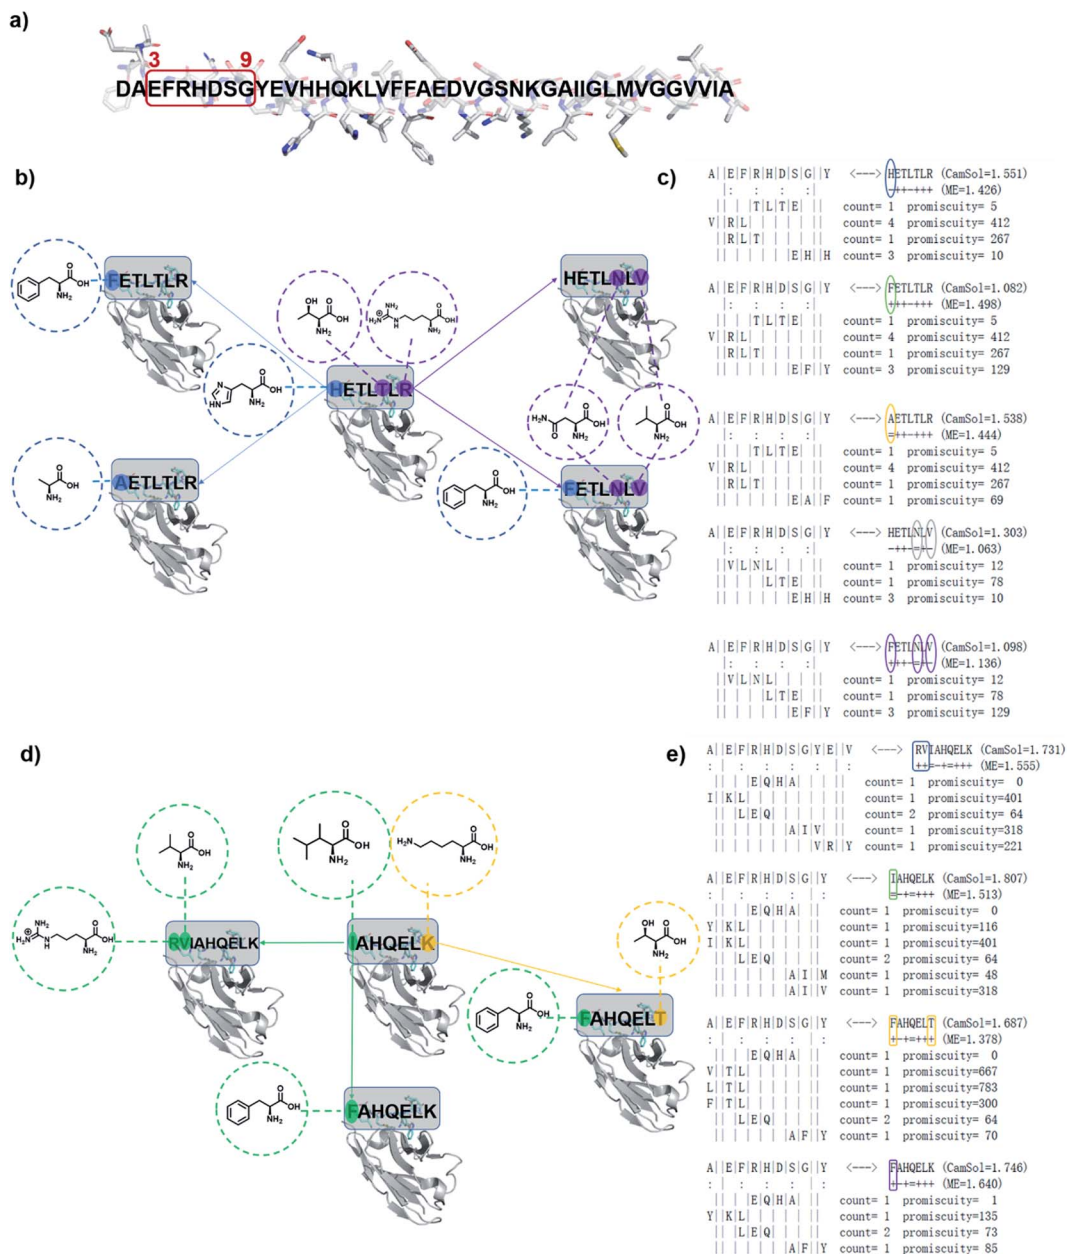 a)
3 9
DAEFRHDSGYEVHHQKLVFFAEDVGSNKGAIIGLMVGGVVIA
b)
FETLTLR
HETLNLV
HETLTLR
AETLTLR
FETLNLV
c)
A||E|F|R|H|D|S|G||Y <---> HETLTLR (CamSol=1.551)
-++-+++ (ME=1.426)
T|L|T|E count= 1 promiscuity= 5
V||R|L count= 4 promiscuity= 412
R|L|T count= 1 promiscuity= 267
E|H||H count= 3 promiscuity= 10
A||E|F|R|H|D|S|G||Y <---> FETLTLR (CamSol=1.082)
+++-+++ (ME=1.498)
T|L|T|E count= 1 promiscuity= 5
V||R|L count= 4 promiscuity= 412
R|L|T count= 1 promiscuity= 267
E|F||Y count= 3 promiscuity= 129
A||E|F|R|H|D|S|G||Y <---> AETLTLR (CamSol=1.538)
=++-+++ (ME=1.444)
T|L|T|E count= 1 promiscuity= 5
V||R|L count= 4 promiscuity= 412
R|L|T count= 1 promiscuity= 267
E|A||F count= 1 promiscuity= 69
A||E|F|R|H|D|S|G||Y <---> HETLNLV (CamSol=1.303)
-++-=+- (ME=1.063)
V|L|N|L count= 1 promiscuity= 12
L|T|E count= 1 promiscuity= 78
E|H||H count= 3 promiscuity= 10
A||E|F|R|H|D|S|G||Y <---> FETLNLV (CamSol=1.098)
+++-=+- (ME=1.136)
V|L|N|L count= 1 promiscuity= 12
L|T|E count= 1 promiscuity= 78
E|F||Y count= 3 promiscuity= 129
d)
RVIAHQELK
IAHQELK
FAHQELT
FAHQELK
e)
A||E|F|R|H|D|S|G|Y|E||V <---> RVIAHQELK (CamSol=1.731)
++=-+=+++ (ME=1.555)
E|Q|H|A count= 1 promiscuity= 0
I||K|L count= 1 promiscuity=401
L|E|Q count= 2 promiscuity= 64
A|I|V count= 1 promiscuity=318
V|R||Y count= 1 promiscuity=221
A||E|F|R|H|D|S|G||Y <---> IAHQELK (CamSol=1.807)
=-+=+++ (ME=1.513)
E|Q|H|A count= 1 promiscuity= 0
Y||K|L count= 1 promiscuity=116
I||K|L count= 1 promiscuity=401
L|E|Q count= 2 promiscuity= 64
A|I||M count= 1 promiscuity= 48
A|I||V count= 1 promiscuity=318
A||E|F|R|H|D|S|G||Y <---> FAHQELT (CamSol=1.687)
+-+=+++ (ME=1.378)
E|Q|H|A count= 1 promiscuity= 0
V||T|L count= 1 promiscuity=667
L||T|L count= 1 promiscuity=783
F||T|L count= 1 promiscuity=300
L|E|Q count= 2 promiscuity= 64
A|F||Y count= 1 promiscuity= 70
A||E|F|R|H|D|S|G||Y <---> FAHQELK (CamSol=1.746)
+-+=+++ (ME=1.640)
E|Q|H|A count= 1 promiscuity= 1
Y||K|L count= 1 promiscuity=135
L|E|Q count= 2 promiscuity= 73
A|F||Y count= 1 promiscuity= 85